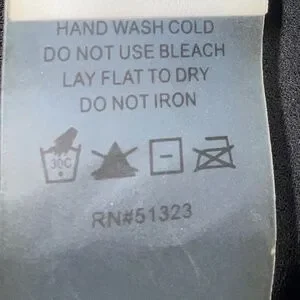 HAND WASH COLD
DO NOT USE BLEACH
LAY FLAT TO DRY
DO NOT IRON
30C
RN#51323